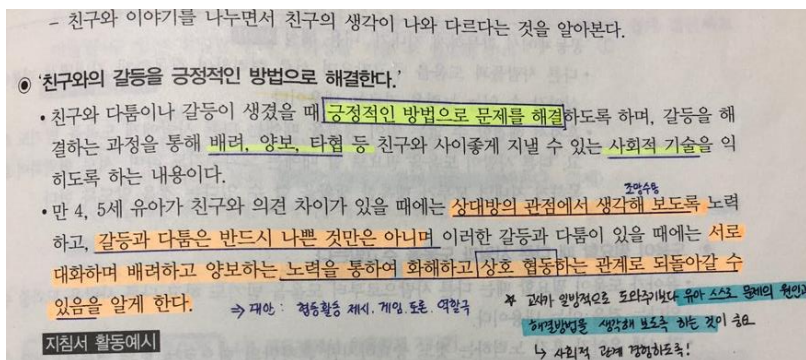 – 친구와 이야기를 나누면서 친구의 생각이 나와 다르다는 것을 알아본다.
◉ '친구와의 갈등을 긍정적인 방법으로 해결한다.'
• 친구와 다툼이나 갈등이 생겼을 때 긍정적인 방법으로 문제를 해결하도록 하며, 갈등을 해
결하는 과정을 통해 배려, 양보, 타협 등 친구와 사이좋게 지낼 수 있는 사회적 기술을 익
히도록 하는 내용이다.
조망수용
• 만 4, 5세 유아가 친구와 의견 차이가 있을 때에는 상대방의 관점에서 생각해 보도록 노력
하고, 갈등과 다툼은 반드시 나쁜 것만은 아니며 이러한 갈등과 다툼이 있을 때에는 서로
대화하며 배려하고 양보하는 노력을 통하여 화해하고 상호 협동하는 관계로 되돌아갈 수
있음을 알게 한다.
⇒ 대안 : 협동활동 제시, 게임, 토론, 역할극
★ 교사가 일방적으로 도와주기보다 유아 스스로 문제의 원인과
해결방법을 생각해 보도록 하는 것이 중요
↳ 사회적 관계 경험하도록!
지침서 활동예시